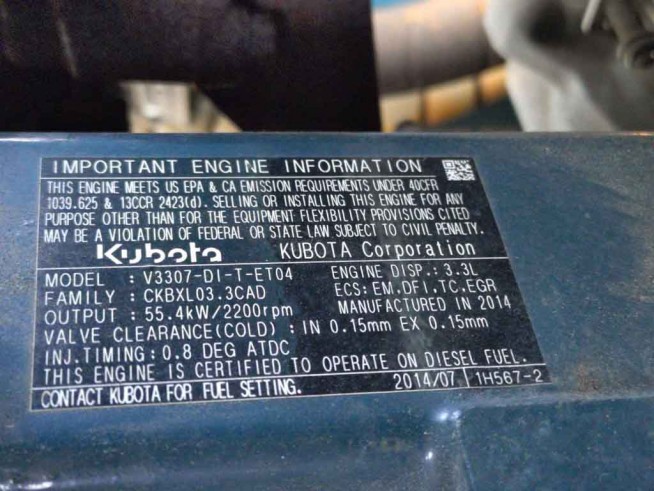 IMPORTANT ENGINE INFORMATION
THIS ENGINE MEETS US EPA & CA EMISSION REQUIREMENTS UNDER 40CFR
1039.625 & 13CCR 2423(d). SELLING OR INSTALLING THIS ENGINE FOR ANY
PURPOSE OTHER THAN FOR THE EQUIPMENT FLEXIBILITY PROVISIONS CITED
MAY BE A VIOLATION OF FEDERAL OR STATE LAW SUBJECT TO CIVIL PENALTY.
Kubota KUBOTA Corporation
MODEL : V3307-DI-T-ET04 ENGINE DISP.: 3.3L
FAMILY : CKBXL03.3CAD ECS: EM.DFI.TC.EGR
OUTPUT : 55.4kW/2200rpm MANUFACTURED IN 2014
VALVE CLEARANCE(COLD) : IN 0.15mm EX 0.15mm
INJ.TIMING: 0.8 DEG ATDC
THIS ENGINE IS CERTIFIED TO OPERATE ON DIESEL FUEL.
CONTACT KUBOTA FOR FUEL SETTING. 2014/07 1H567-2